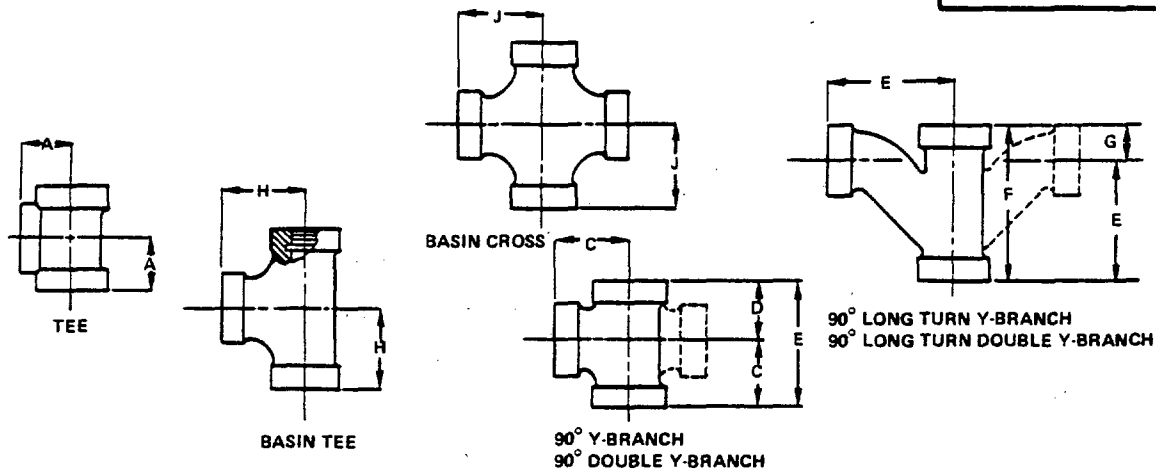 J
J
BASIN CROSS
A
A
TEE
H
H
BASIN TEE
C
D
E
C
90° Y-BRANCH
90° DOUBLE Y-BRANCH
E
G
F
E
90° LONG TURN Y-BRANCH
90° LONG TURN DOUBLE Y-BRANCH